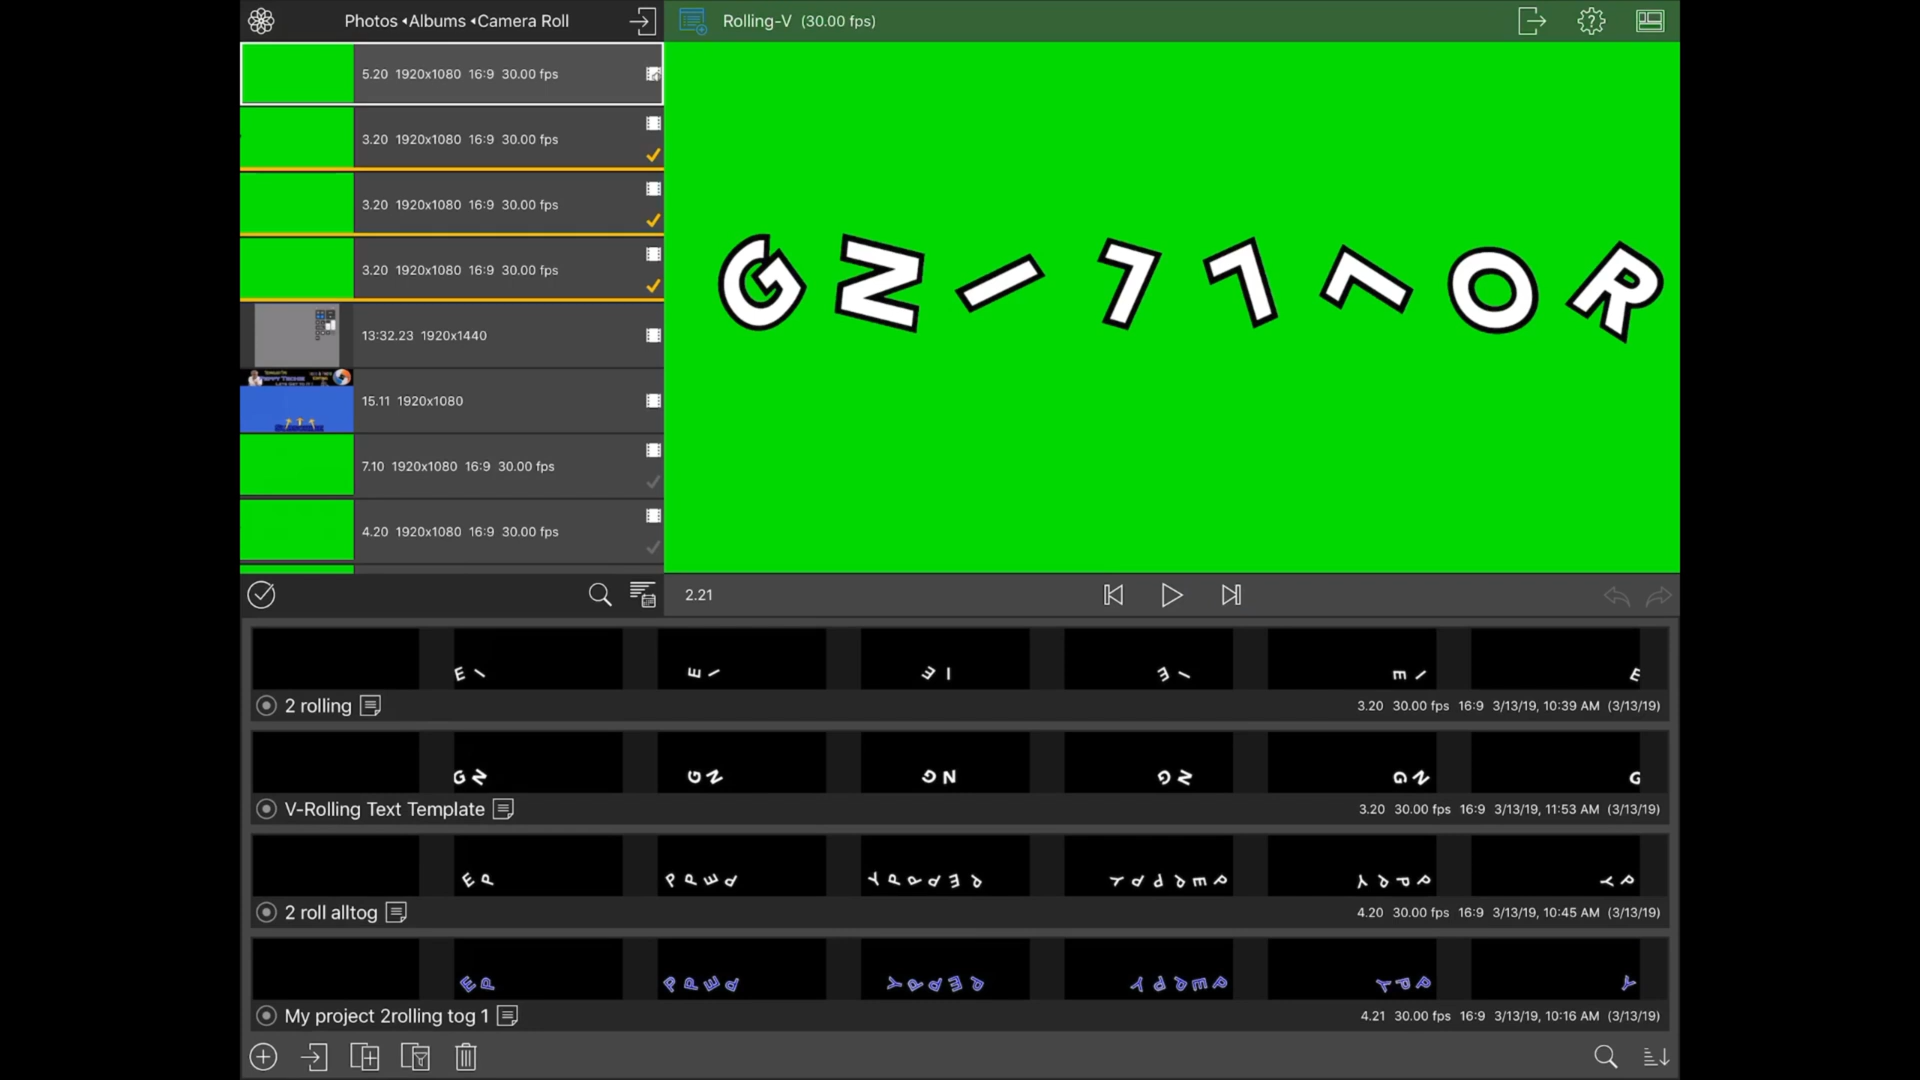 Photos Albums Camera Roll
Rolling-V (30.00 fps)
5.20 1920x1080 16:9 30.00 fps
3.20 1920x1080 16:9 30.00 fps
3.20 1920x1080 16:9 30.00 fps
3.20 1920x1080 16:9 30.00 fps
13:32.23 1920x1440
15.11 1920x1080
7.10 1920x1080 16:9 30.00 fps
4.20 1920x1080 16:9 30.00 fps
G N I L L L O R
2.21
E I E I E I E I E I E
2 rolling
3.20 30.00 fps 16:9 3/13/19, 10:39 AM (3/13/19)
G N G N G N G N G N G
V-Rolling Text Template
3.20 30.00 fps 16:9 3/13/19, 11:53 AM (3/13/19)
E P P P E P Y P P P E P Y P P P E P Y P P P Y P
2 roll alltog
4.20 30.00 fps 16:9 3/13/19, 10:45 AM (3/13/19)
E P P P E P Y P P E P Y P P E P Y P P Y
My project 2rolling tog 1
4.21 30.00 fps 16:9 3/13/19, 10:16 AM (3/13/19)